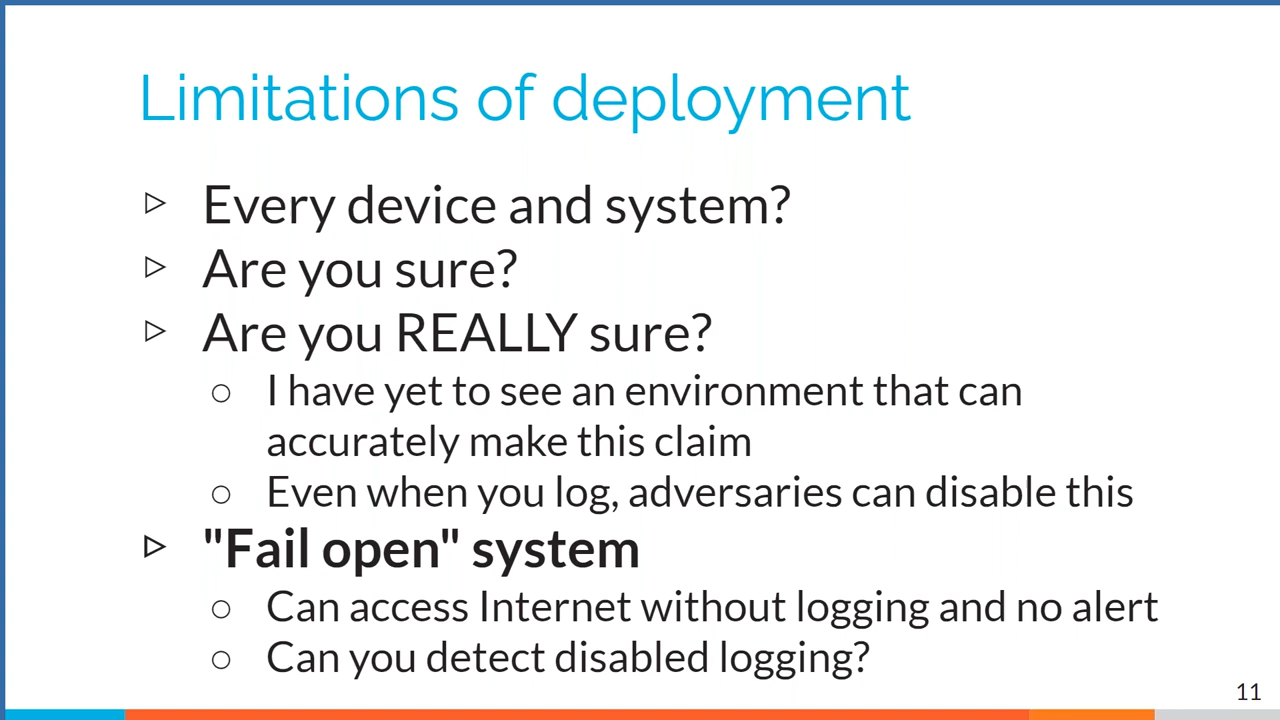 Limitations of deployment
▷ Every device and system?
▷ Are you sure?
▷ Are you REALLY sure?
○ I have yet to see an environment that can
accurately make this claim
○ Even when you log, adversaries can disable this
▷ "Fail open" system
○ Can access Internet without logging and no alert
○ Can you detect disabled logging?
11